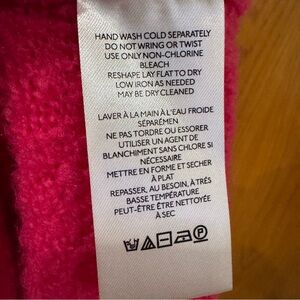 HAND WASH COLD SEPARATELY
DO NOT WRING OR TWIST
USE ONLY NON-CHLORINE
BLEACH
RESHAPE LAY FLAT TO DRY
LOW IRON AS NEEDED
MAY BE DRY CLEANED
LAVER À LA MAIN À L'EAU FROIDE
SÉPARÉMEN
NE PAS TORDRE OU ESSORER
UTILISER UN AGENT DE
BLANCHIMENT SANS CHLORE SI
NÉCESSAIRE
METTRE EN FORME ET SÉCHER
À PLAT
REPASSER, AU BESOIN, À TRÉS
BASSE TEMPÉRATURE
PEUT-ÊTRE ÊTRE NETTOYÉE
À SEC
P